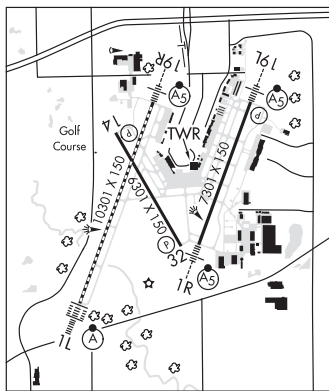 19R
19L
A5
A5
Golf
Course
14
P
TWR
P
10301 X 150
6301 X 150
7301 X 150
P
32
1R
A5
1L
A